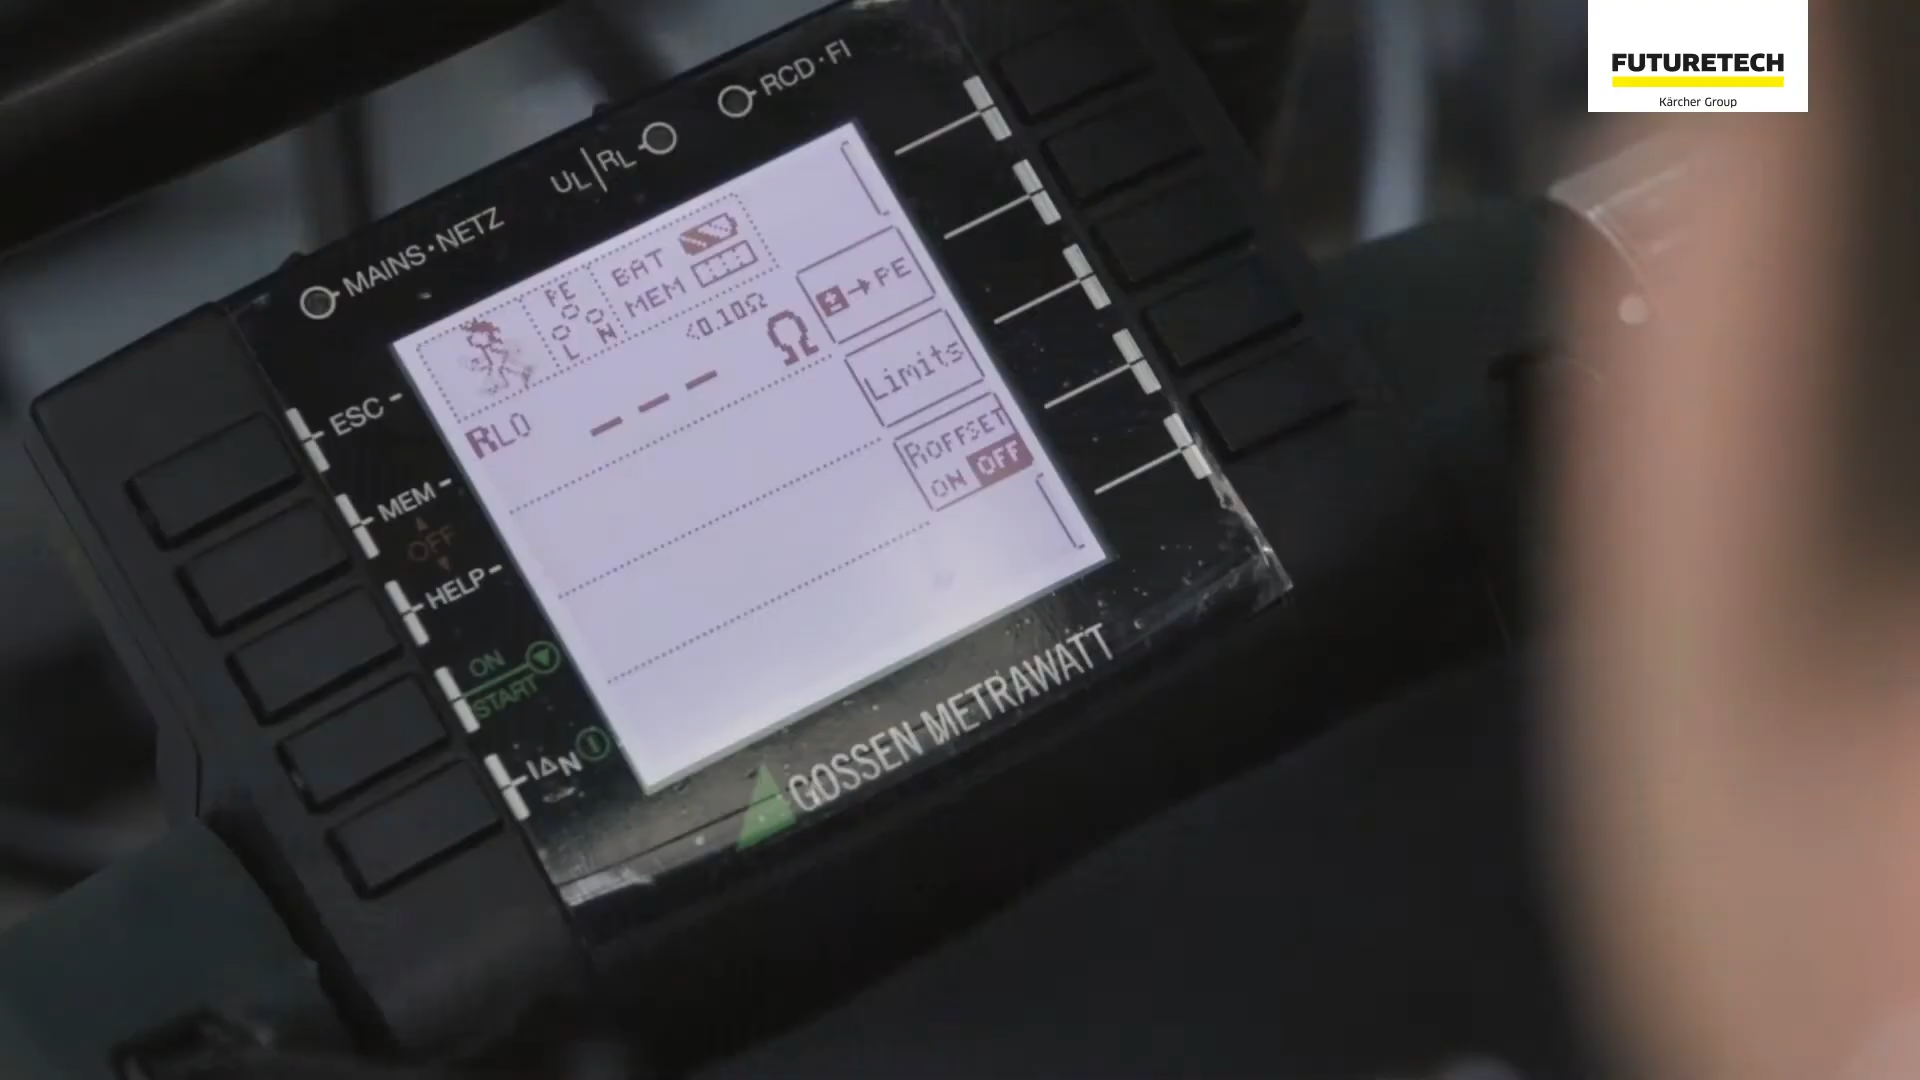 FUTURETECH
Kärcher Group
MAINS•NETZ
UL|RL
RCD•FI
PE
L N
BAT
MEM
<0.10Ω
RLO --- Ω
→PE
Limits
ROFFSET
ON OFF
ESC
MEM
OFF
HELP
ON
START
IΔN
GOSSEN METRAWATT